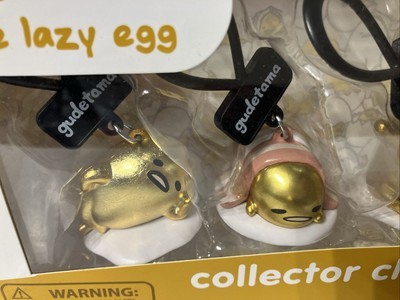 e lazy egg
gudetama
gudetama
collector cl
WARNING: